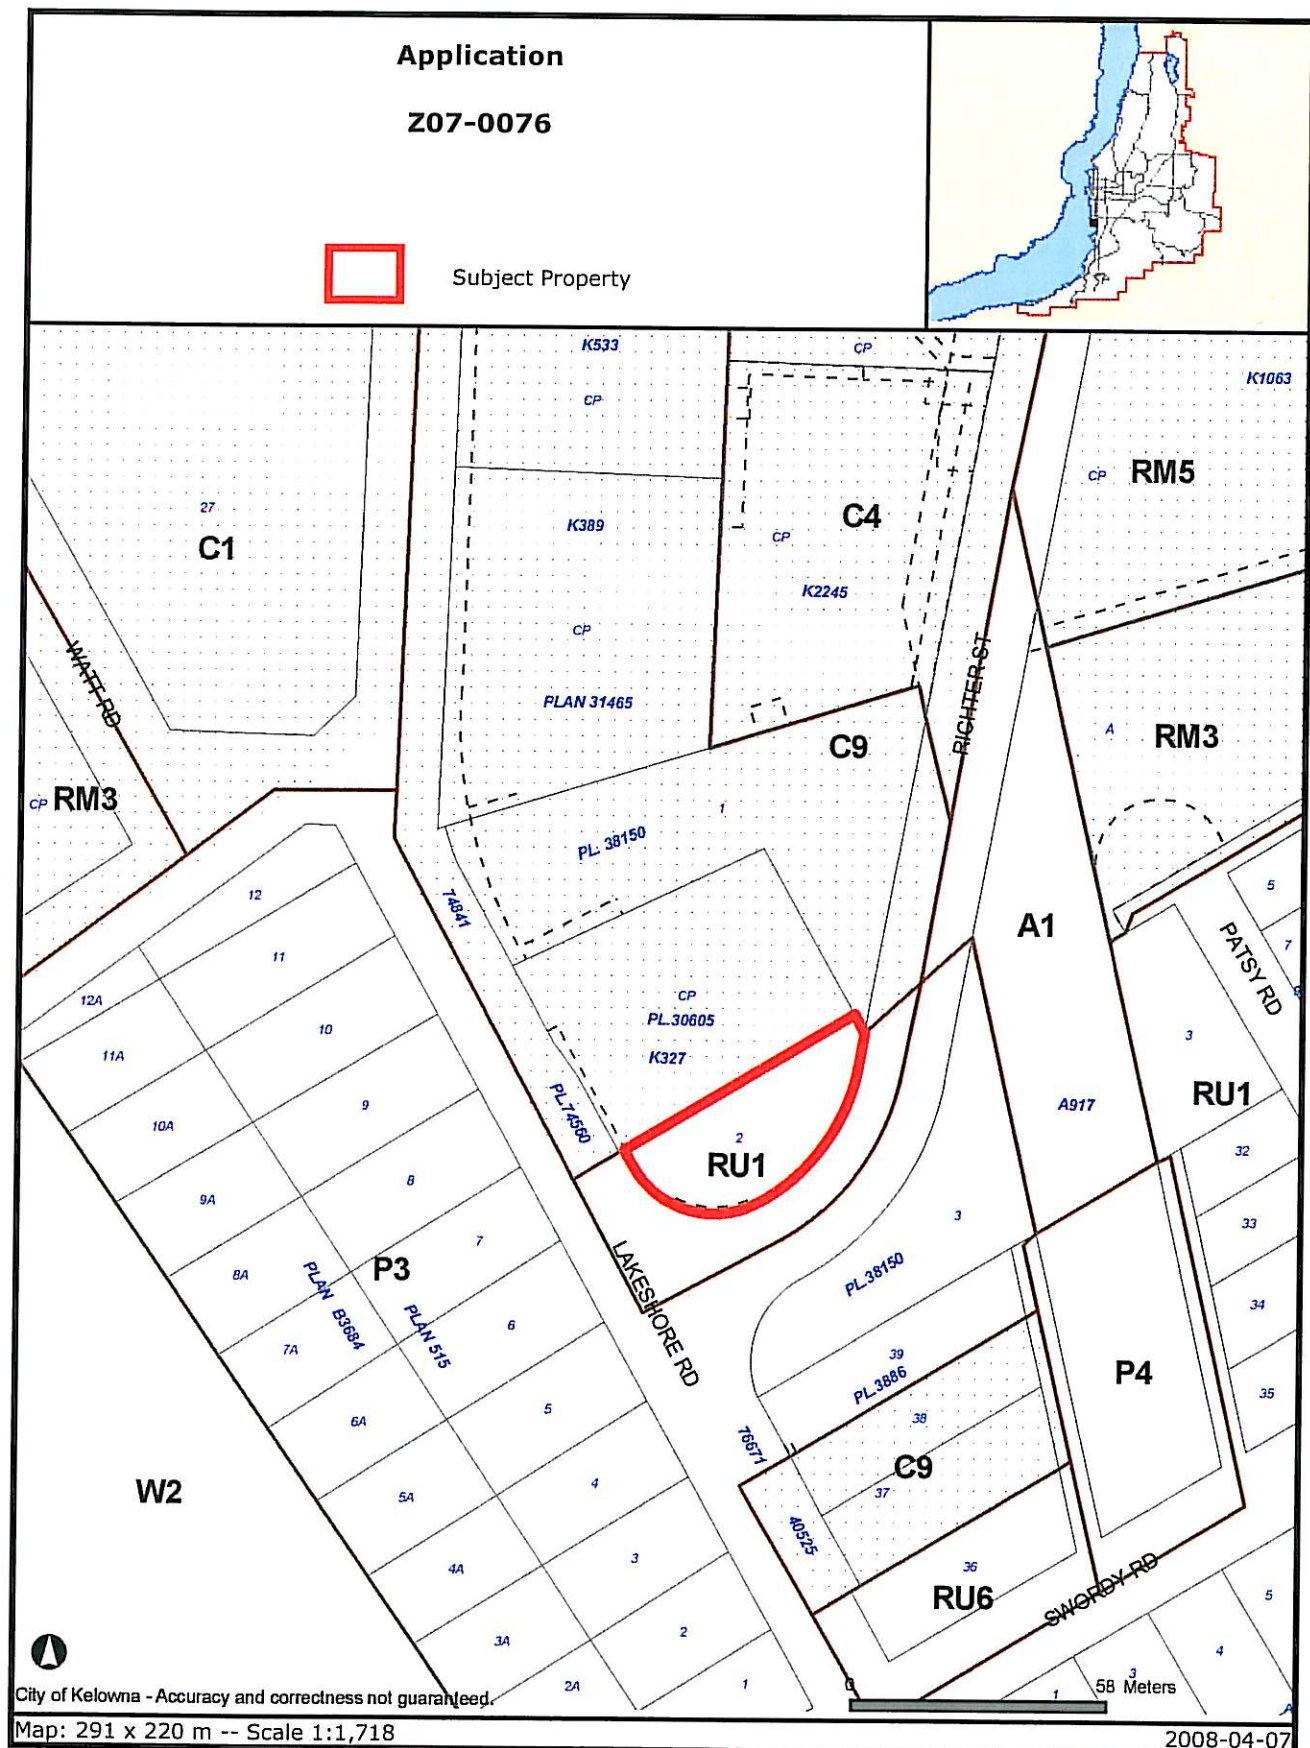 Application
Z07-0076
Subject Property
K533
CP
K1063
CP
CP
RM5
27
C1
K389
C4
CP
K2245
CP
WATT RD
RICHTER ST
PLAN 31465
A
RM3
C9
CP
RM3
1
PL. 38150
12
74841
5
A1
PATSY RD
7
11
12A
CP
PL.30605
K327
10
11A
3
RU1
9
PL.74560
A917
10A
2
RU1
32
8
9A
3
33
7
P3
8A
PLAN B3684
LAKESHORE RD
PL.38150
34
PLAN 515
6
7A
39
PL.3886
P4
35
5
6A
38
76671
C9
37
W2
4
5A
40525
3
4A
36
RU6
SWORDY RD
5
2
3A
4
3
1
2A
1
A
0
58 Meters
City of Kelowna - Accuracy and correctness not guaranteed.
Map: 291 x 220 m -- Scale 1:1,718
2008-04-07